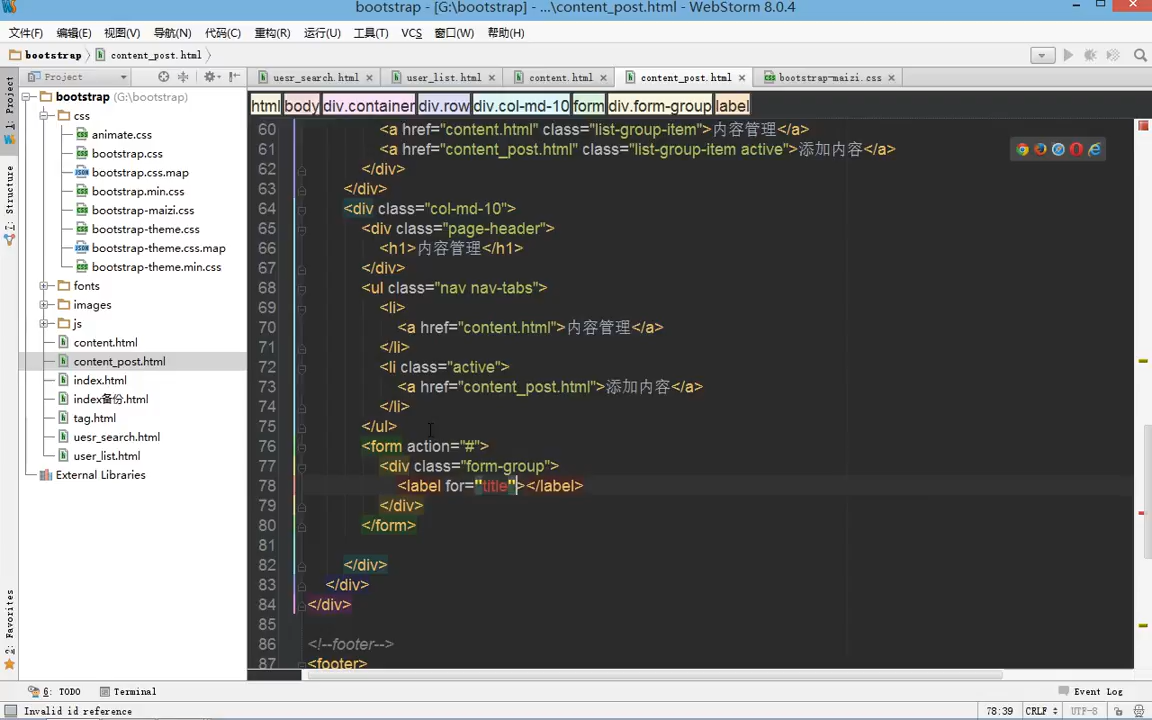 bootstrap - [G:\bootstrap] - ...\content_post.html - WebStorm 8.0.4
文件(F) 编辑(E) 视图(V) 导航(N) 代码(C) 重构(R) 运行(U) 工具(T) VCS 窗口(W) 帮助(H)
bootstrap content_post.html
Project
uesr_search.html user_list.html content.html content_post.html bootstrap-maizi.css
1: Project
Structure
Favorites
bootstrap (G:\bootstrap)
css
animate.css
bootstrap.css
bootstrap.css.map
bootstrap.min.css
bootstrap-maizi.css
bootstrap-theme.css
bootstrap-theme.css.map
bootstrap-theme.min.css
fonts
images
js
content.html
content_post.html
index.html
index备份.html
tag.html
uesr_search.html
user_list.html
External Libraries
html body div.container div.row div.col-md-10 form div.form-group label
60 <a href="content.html" class="list-group-item">内容管理</a>
61 <a href="content_post.html" class="list-group-item active">添加内容</a>
62 </div>
63 </div>
64 <div class="col-md-10">
65 <div class="page-header">
66 <h1>内容管理</h1>
67 </div>
68 <ul class="nav nav-tabs">
69 <li>
70 <a href="content.html">内容管理</a>
71 </li>
72 <li class="active">
73 <a href="content_post.html">添加内容</a>
74 </li>
75 </ul>
76 <form action="#">
77 <div class="form-group">
78 <label for="title"></label>
79 </div>
80 </form>
81
82 </div>
83 </div>
84 </div>
85
86 <!--footer-->
87 <footer>
6: TODO Terminal Event Log
Invalid id reference 78:39 CRLF UTF-8